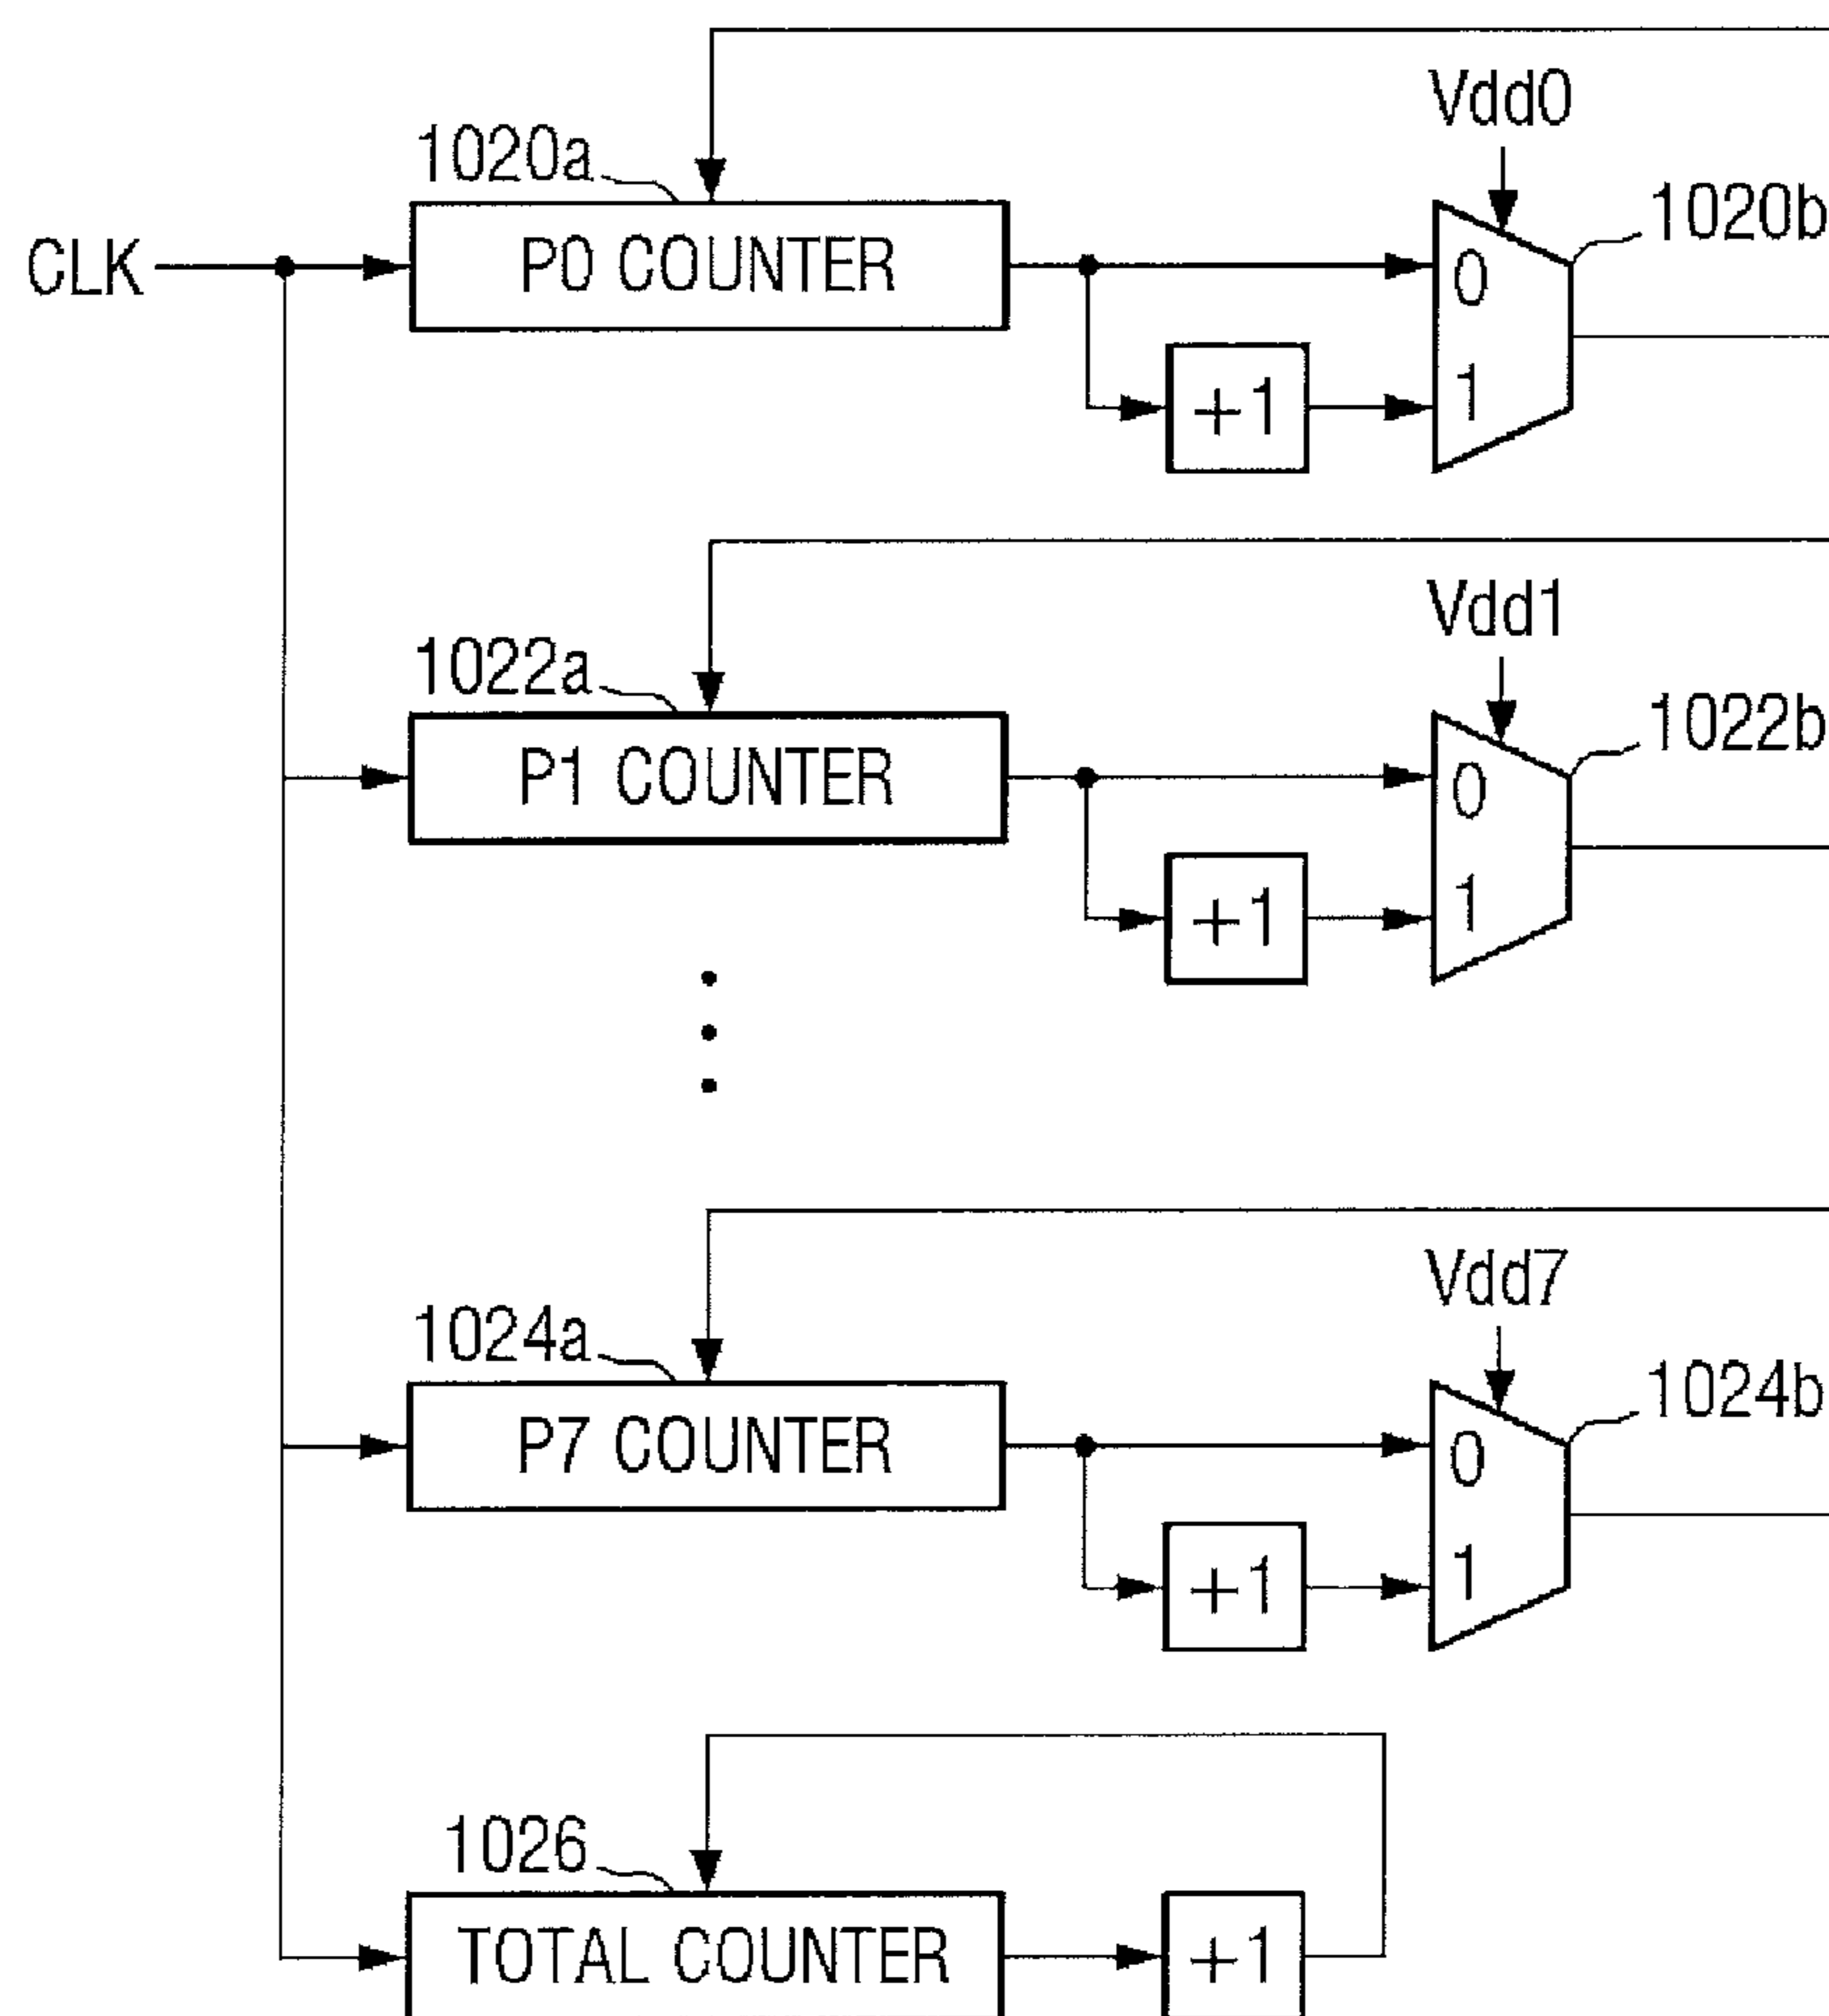 Vdd0
1020a
1020b
CLK
P0 COUNTER
0
+1
1
Vdd1
1022a
1022b
P1 COUNTER
0
+1
1
Vdd7
1024a
1024b
P7 COUNTER
0
+1
1
1026
TOTAL COUNTER
+1